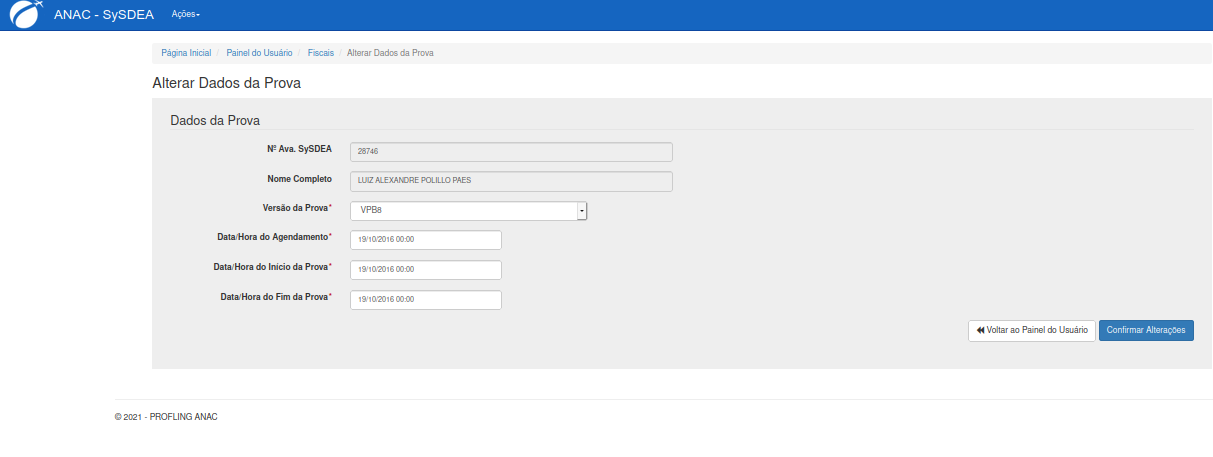 ANAC - SySDEA Ações
Página Inicial / Painel do Usuário / Fiscais / Alterar Dados da Prova
Alterar Dados da Prova
Dados da Prova
Nº Ava. SySDEA 28746
Nome Completo LUIZ ALEXANDRE POLILLO PAES
Versão da Prova* VPB8
Data/Hora do Agendamento* 19/10/2016 00:00
Data/Hora do Início da Prova* 19/10/2016 00:00
Data/Hora do Fim da Prova* 19/10/2016 00:00
Voltar ao Painel do Usuário Confirmar Alterações
© 2021 - PROFLING ANAC